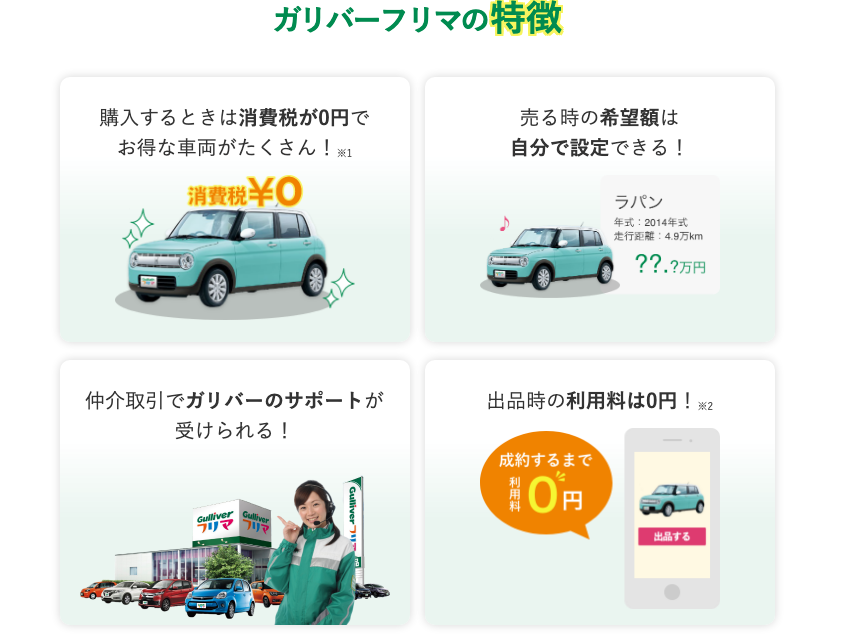 ガリバーフリマの特徴
購入するときは消費税が0円で
お得な車両がたくさん！※1
消費税¥0
売る時の希望額は
自分で設定できる！
ラパン
年式：2014年式
走行距離：4.9万km
??.?万円
仲介取引でガリバーのサポートが
受けられる！
Gulliver
フリマ
Gulliver
フリマ
Gulliver
フリマ
出品時の利用料は0円！※2
成約するまで
利用料0円
出品する